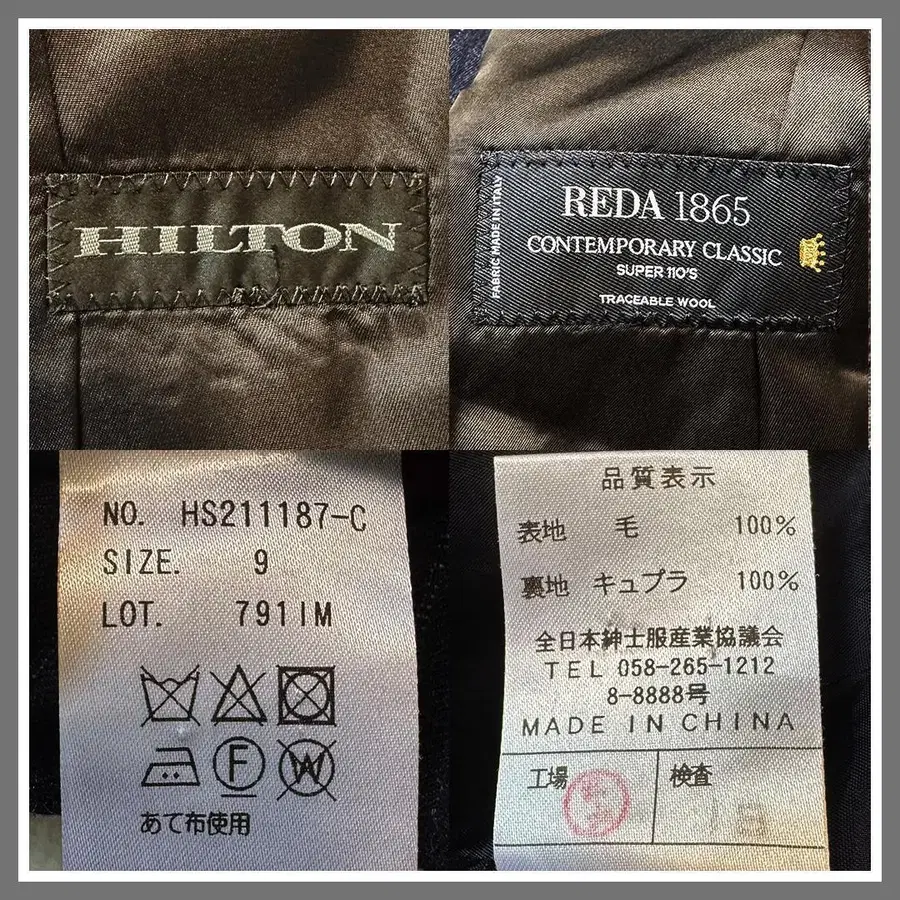 HILTON
FABRIC MADE IN ITALY
REDA 1865
CONTEMPORARY CLASSIC
SUPER 110'S
TRACEABLE WOOL
NO. HS211187-C
SIZE. 9
LOT. 7911M
F
W
あて布使用
品質表示
表地 毛 100%
裏地 キュプラ 100%
全日本紳士服産業協議会
TEL 058-265-1212
8-8888号
MADE IN CHINA
工場 検査